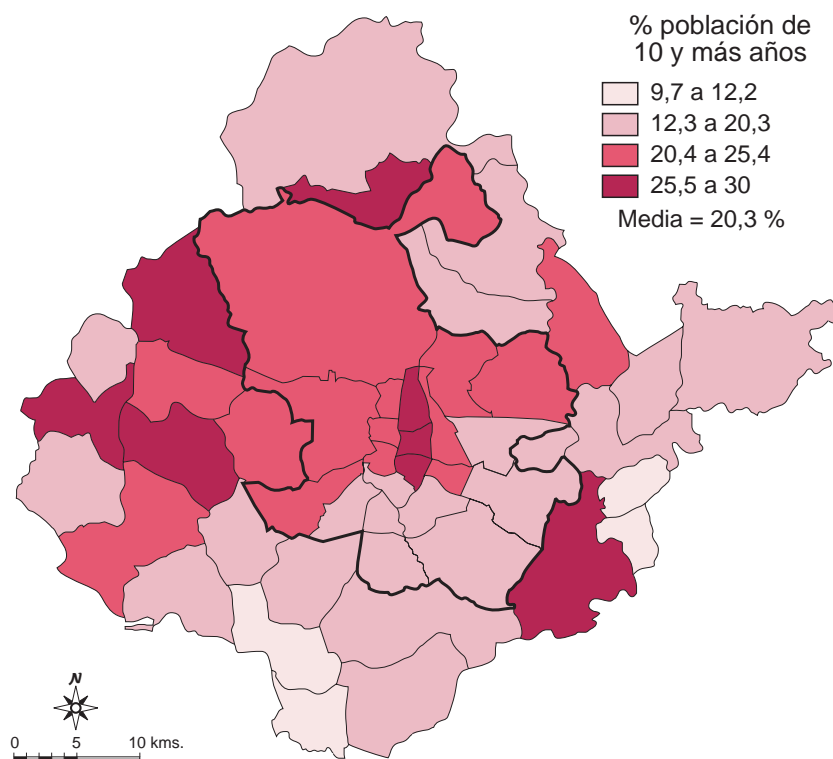 % población de
10 y más años
9,7 a 12,2
12,3 a 20,3
20,4 a 25,4
25,5 a 30
Media = 20,3 %
N
0 5 10 kms.